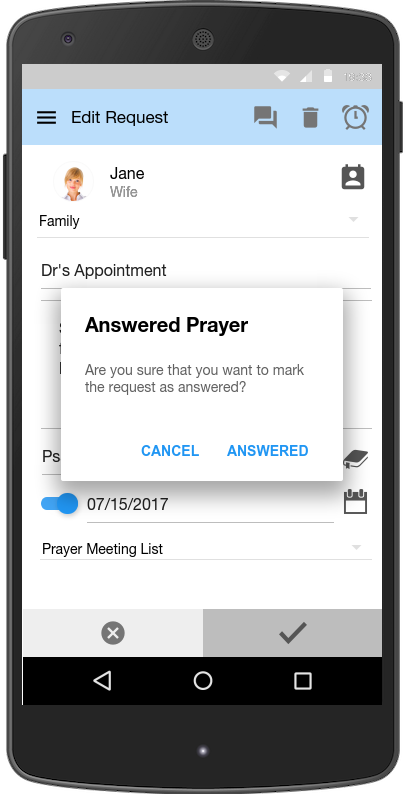 Edit Request
Jane
Wife
Family
Dr's Appointment
Answered Prayer
Are you sure that you want to mark
the request as answered?
CANCEL
ANSWERED
Ps
07/15/2017
Prayer Meeting List